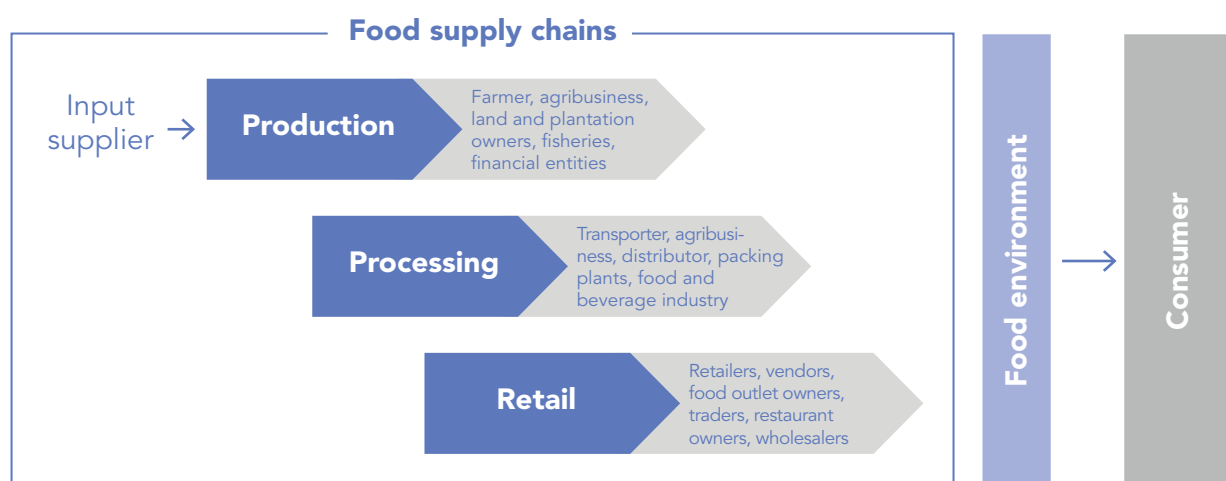 Food supply chains
Input
supplier
Production
Farmer, agribusiness,
land and plantation
owners, fisheries,
financial entities
Processing
Transporter, agribusi-
ness, distributor, packing
plants, food and
beverage industry
Retail
Retailers, vendors,
food outlet owners,
traders, restaurant
owners, wholesalers
Food environment
Consumer